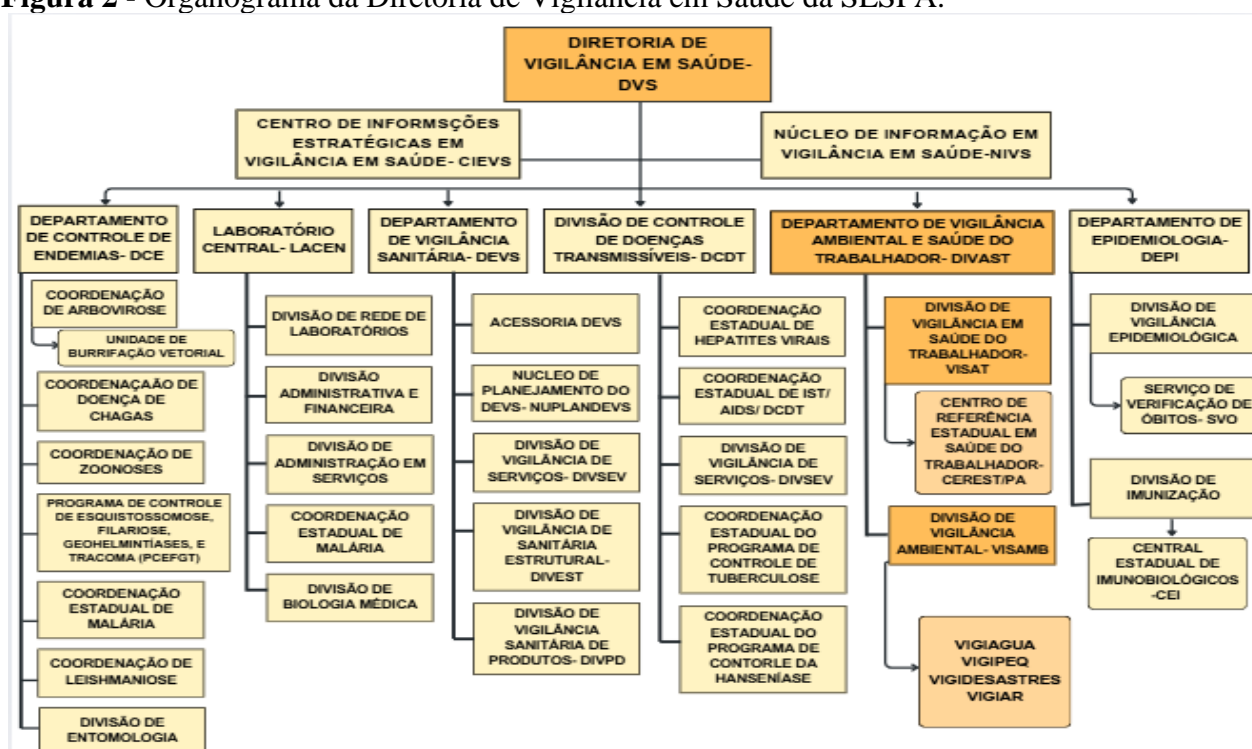 Figura 2 - Organograma da Diretoria de Vigilância em Saúde da SESPA.
DIRETORIA DE
VIGILÂNCIA EM SAÚDE-
DVS
CENTRO DE INFORMSÇÕES
ESTRATÉGICAS EM
VIGILÂNCIA EM SAÚDE- CIEVS
NÚCLEO DE INFORMAÇÃO EM
VIGILÂNCIA EM SAÚDE-NIVS
DEPARTAMENTO
DE CONTROLE DE
ENDEMIAS- DCE
COORDENAÇÃO
DE ARBOVIROSE
UNIDADE DE
BURRIFAÇÃO VETORIAL
COORDENAÇAÃO DE
DOENÇA DE
CHAGAS
COORDENAÇÃO DE
ZOONOSES
PROGRAMA DE CONTROLE
DE ESQUISTOSSOMOSE,
FILARIOSE,
GEOHELMINTÍASES, E
TRACOMA (PCEFGT)
COORDENAÇÃO
ESTADUAL DE
MALÁRIA
COORDENAÇÃO DE
LEISHMANIOSE
DIVISÃO DE
ENTOMOLOGIA
LABORATÓRIO
CENTRAL- LACEN
DIVISÃO DE REDE DE
LABORATÓRIOS
DIVISÃO
ADMINISTRATIVA E
FINANCEIRA
DIVISÃO DE
ADMINISTRAÇÃO EM
SERVIÇOS
COORDENAÇÃO
ESTADUAL DE
MALÁRIA
DIVISÃO DE
BIOLOGIA MÉDICA
DEPARTAMENTO
DE VIGILÂNCIA
SANITÁRIA- DEVS
ACESSORIA DEVS
NUCLEO DE
PLANEJAMENTO DO
DEVS- NUPLANDEVS
DIVISÃO DE
VIGILÂNCIA DE
SERVIÇOS- DIVSEV
DIVISÃO DE
VIGILANCIA DE
SANITÁRIA
ESTRUTURAL-
DIVEST
DIVISÃO DE
VIGILÂNCIA
SANITÁRIA DE
PRODUTOS- DIVPD
DIVISÃO DE CONTROLE
DE DOENÇAS
TRANSMISSÍVEIS- DCDT
COORDENAÇÃO
ESTADUAL DE
HEPATITES VIRAIS
COORDENAÇÃO
ESTADUAL DE IST/
AIDS/ DCDT
DIVISÃO DE
VIGILÂNCIA DE
SERVIÇOS- DIVSEV
COORDENAÇÃO
ESTADUAL DO
PROGRAMA DE
CONTROLE DE
TUBERCULOSE
COORDENAÇÃO
ESTADUAL DO
PROGRAMA DE
CONTORLE DA
HANSENÍASE
DEPARTAMENTO DE VIGILÂNCIA
AMBIENTAL E SAÚDE DO
TRABALHADOR- DIVAST
DIVISÃO DE
VIGILÂNCIA EM
SAÚDE DO
TRABALHADOR-
VISAT
CENTRO DE
REFERÊNCIA
ESTADUAL EM
SAÚDE DO
TRABALHADOR-
CEREST/PA
DIVISÃO DE
VIGILÂNCIA
AMBIENTAL- VISAMB
VIGIAGUA
VIGIPEQ
VIGIDESASTRES
VIGIAR
DEPARTAMENTO DE
EPIDEMIOLOGIA-
DEPI
DIVISÃO DE
VIGILÂNCIA
EPIDEMIOLÓGICA
SERVIÇO DE
VERIFICAÇÃO DE
ÓBITOS- SVO
DIVISÃO DE
IMUNIZAÇÃO
CENTRAL
ESTADUAL DE
IMUNOBIOLÓGICOS
-CEI